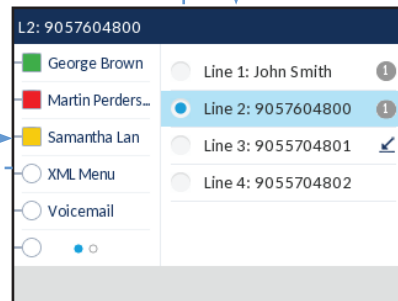 L2: 9057604800
George Brown
Martin Perders...
Samantha Lan
XML Menu
Voicemail
Line 1: John Smith 1
Line 2: 9057604800 1
Line 3: 9055704801
Line 4: 9055704802